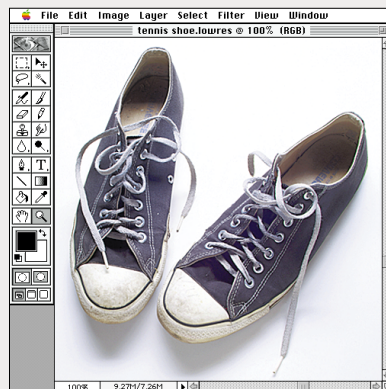 File Edit Image Layer Select Filter View Window
tennis shoe.lowres @ 100% (RGB)
T
100% 9.27M/7.26M